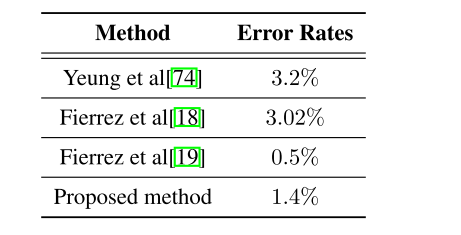 Method Error Rates
Yeung et al[74] 3.2%
Fierrez et al[18] 3.02%
Fierrez et al[19] 0.5%
Proposed method 1.4%